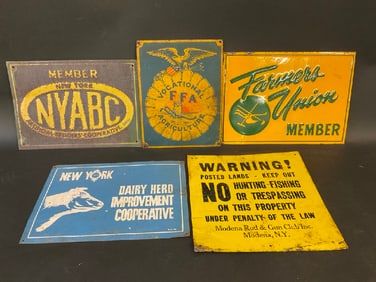 MEMBER
NEW YORK
NYABC
ARTIFICIAL BREEDERS' COOPERATIVE
VOCATIONAL
FFA
AGRICULTURE
Farmers
Union
MEMBER
NEW YORK
DAIRY HERD
IMPROVEMENT
COOPERATIVE
WARNING!
POSTED LANDS - KEEP OUT
NO HUNTING-FISHING
OR TRESPASSING
ON THIS PROPERTY
UNDER PENALTY OF THE LAW
Modena Rod & Gun Club Inc.
Modena, N.Y.